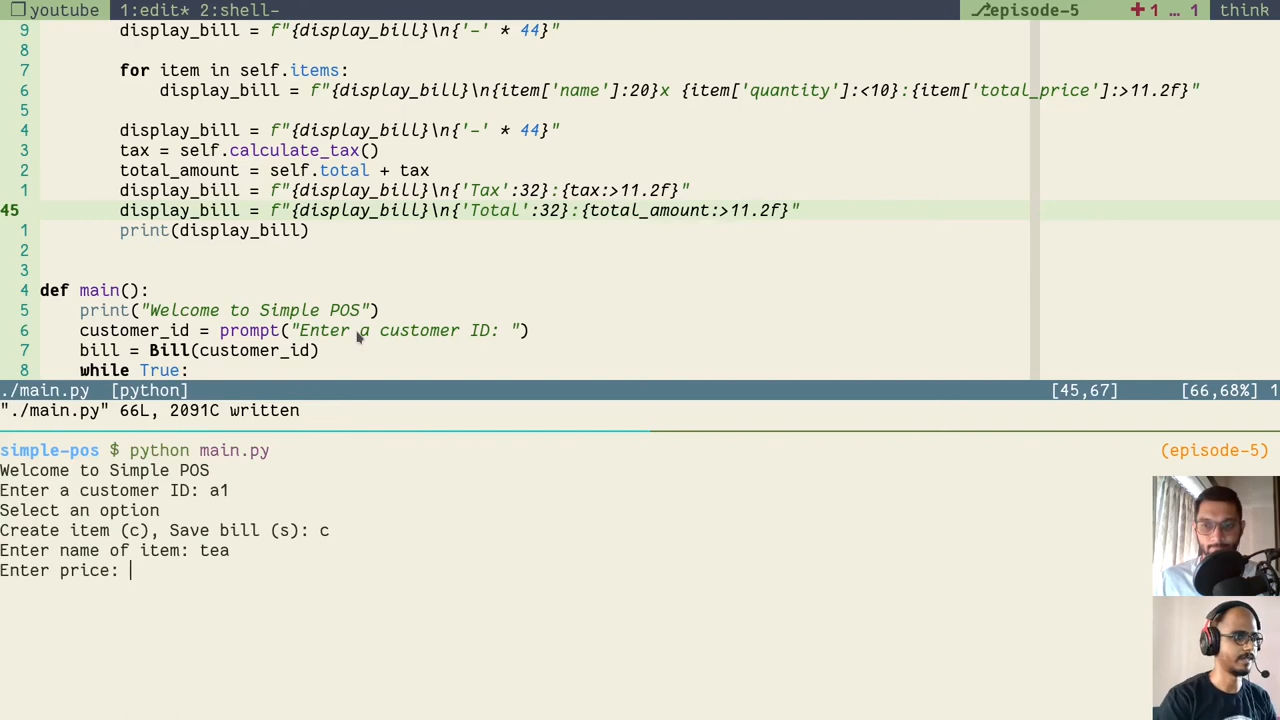 youtube 1:edit* 2:shell- episode-5 +1 … 1 think
9 display_bill = f"{display_bill}\n{'-' * 44}"
8
7 for item in self.items:
6 display_bill = f"{display_bill}\n{item['name']:20}x {item['quantity']:<10}:{item['total_price']:>11.2f}"
5
4 display_bill = f"{display_bill}\n{'-' * 44}"
3 tax = self.calculate_tax()
2 total_amount = self.total + tax
1 display_bill = f"{display_bill}\n{'Tax':32}:{tax:>11.2f}"
45 display_bill = f"{display_bill}\n{'Total':32}:{total_amount:>11.2f}"
1 print(display_bill)
2
3
4 def main():
5 print("Welcome to Simple POS")
6 customer_id = prompt("Enter a customer ID: ")
7 bill = Bill(customer_id)
8 while True:
./main.py [python] [45,67] [66,68%] 1
"./main.py" 66L, 2091C written
simple-pos $ python main.py (episode-5)
Welcome to Simple POS
Enter a customer ID: a1
Select an option
Create item (c), Save bill (s): c
Enter name of item: tea
Enter price: